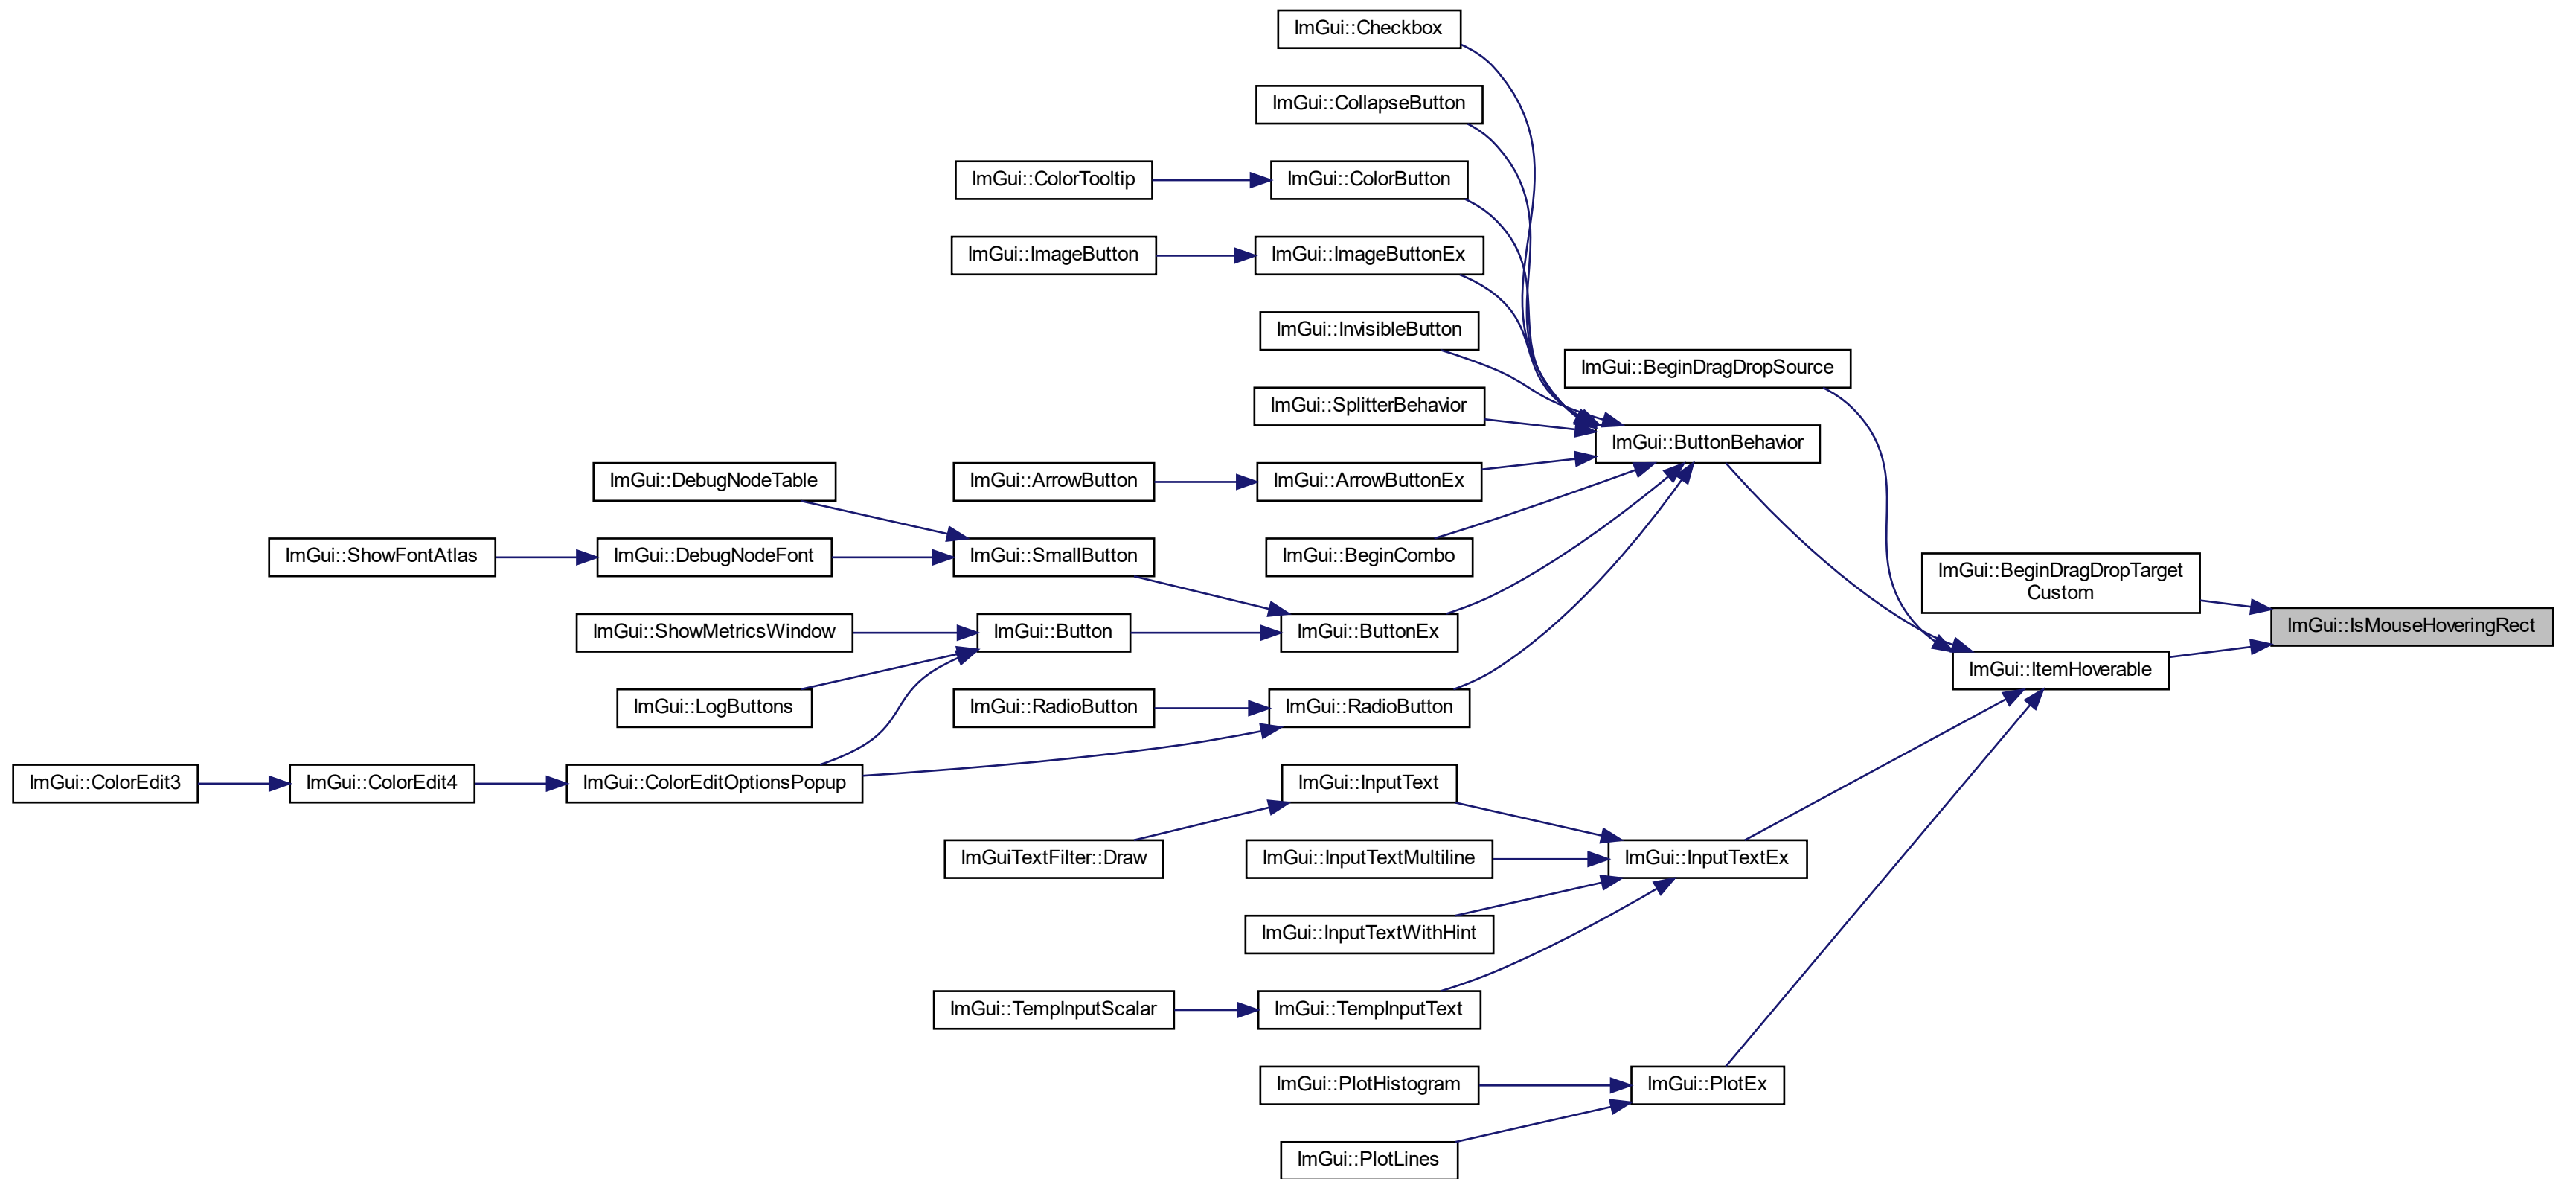 ImGui::Checkbox
ImGui::CollapseButton
ImGui::ColorTooltip
ImGui::ColorButton
ImGui::ImageButton
ImGui::ImageButtonEx
ImGui::InvisibleButton
ImGui::BeginDragDropSource
ImGui::SplitterBehavior
ImGui::ButtonBehavior
ImGui::DebugNodeTable
ImGui::ArrowButton
ImGui::ArrowButtonEx
ImGui::ShowFontAtlas
ImGui::DebugNodeFont
ImGui::SmallButton
ImGui::BeginCombo
ImGui::BeginDragDropTarget
Custom
ImGui::ShowMetricsWindow
ImGui::Button
ImGui::ButtonEx
ImGui::IsMouseHoveringRect
ImGui::ItemHoverable
ImGui::LogButtons
ImGui::RadioButton
ImGui::RadioButton
ImGui::ColorEdit3
ImGui::ColorEdit4
ImGui::ColorEditOptionsPopup
ImGui::InputText
ImGuiTextFilter::Draw
ImGui::InputTextMultiline
ImGui::InputTextEx
ImGui::InputTextWithHint
ImGui::TempInputScalar
ImGui::TempInputText
ImGui::PlotHistogram
ImGui::PlotEx
ImGui::PlotLines